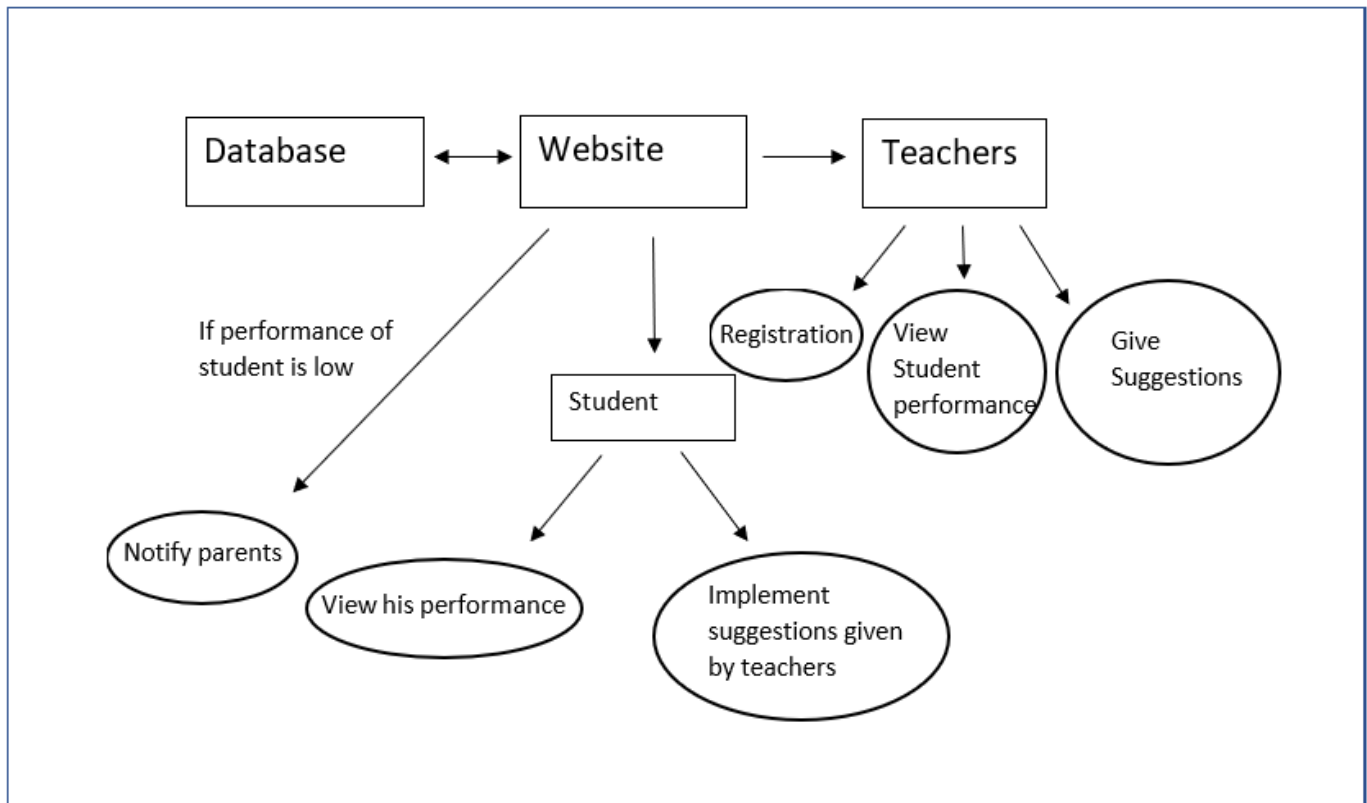 Database
Website
Teachers
If performance of
student is low
Registration
View
Student
performance
Give
Suggestions
Student
Notify parents
View his performance
Implement
suggestions given
by teachers